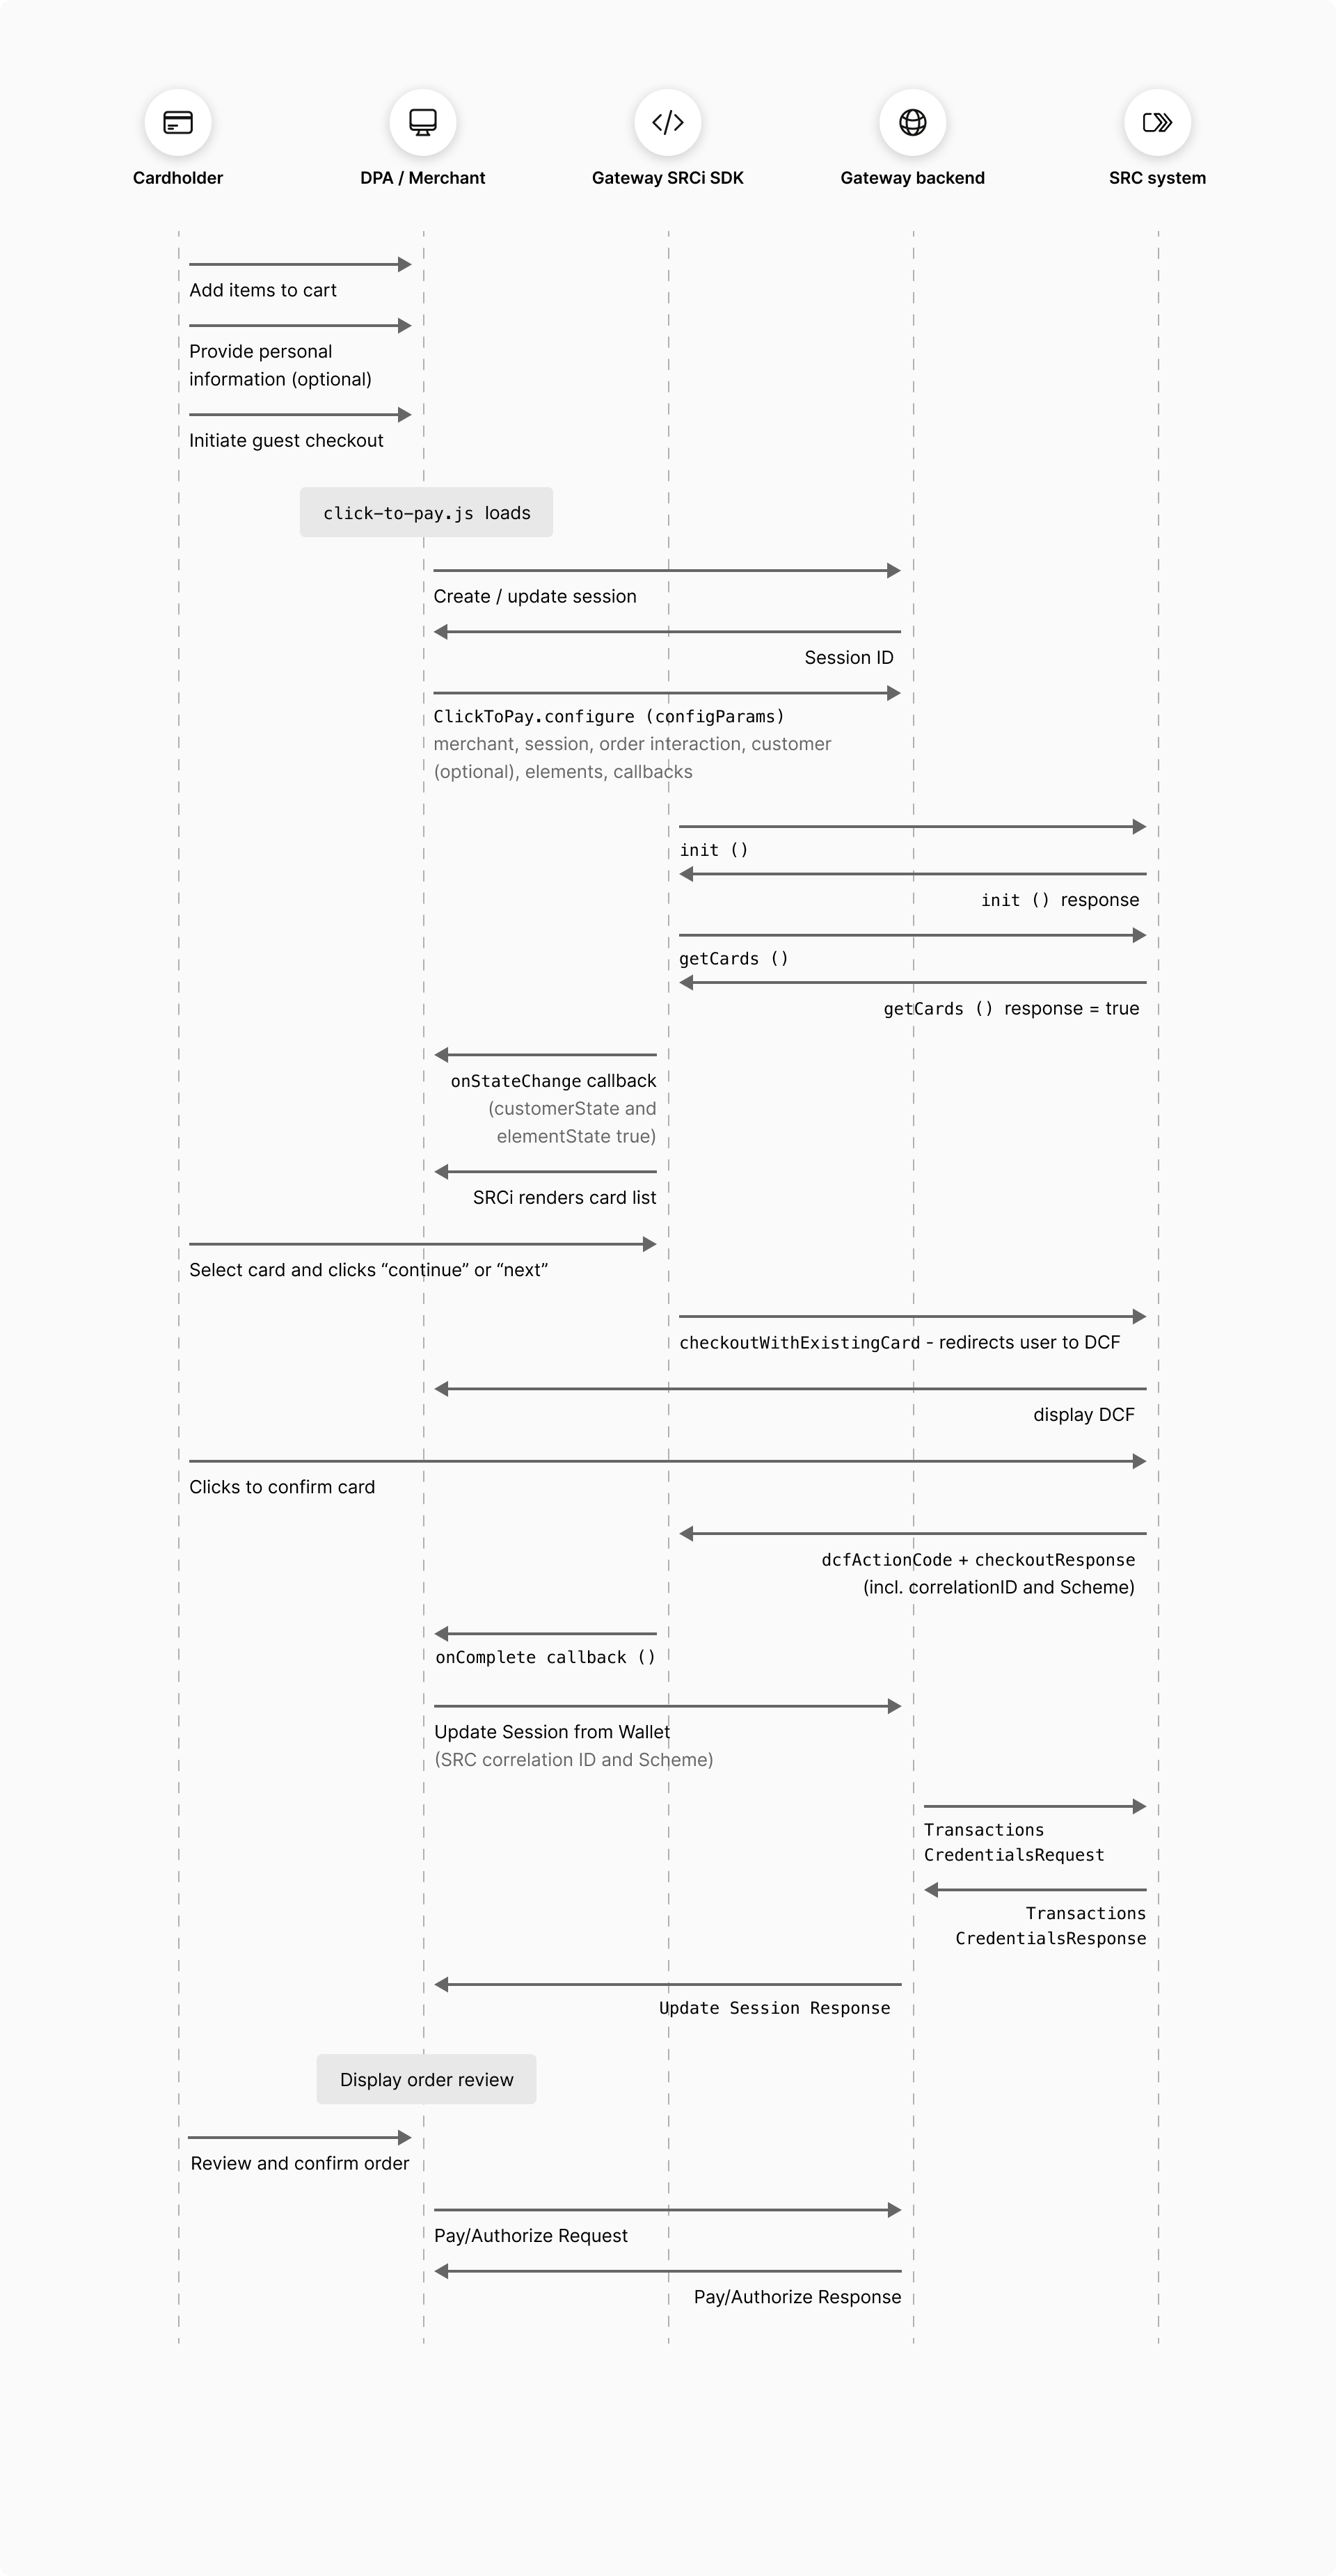 Cardholder
DPA / Merchant
Gateway SRCi SDK
Gateway backend
SRC system
Add items to cart
Provide personal
information (optional)
Initiate guest checkout
click-to-pay.js loads
Create / update session
Session ID
ClickToPay.configure (configParams)
merchant, session, order interaction, customer
(optional), elements, callbacks
init ()
init () response
getCards ()
getCards () response = true
onStateChange callback
(customerState and
elementState true)
SRCi renders card list
Select card and clicks “continue” or “next”
checkoutWithExistingCard - redirects user to DCF
display DCF
Clicks to confirm card
dcfActionCode + checkoutResponse
(incl. correlationID and Scheme)
onComplete callback ()
Update Session from Wallet
(SRC correlation ID and Scheme)
Transactions
CredentialsRequest
Transactions
CredentialsResponse
Update Session Response
Display order review
Review and confirm order
Pay/Authorize Request
Pay/Authorize Response